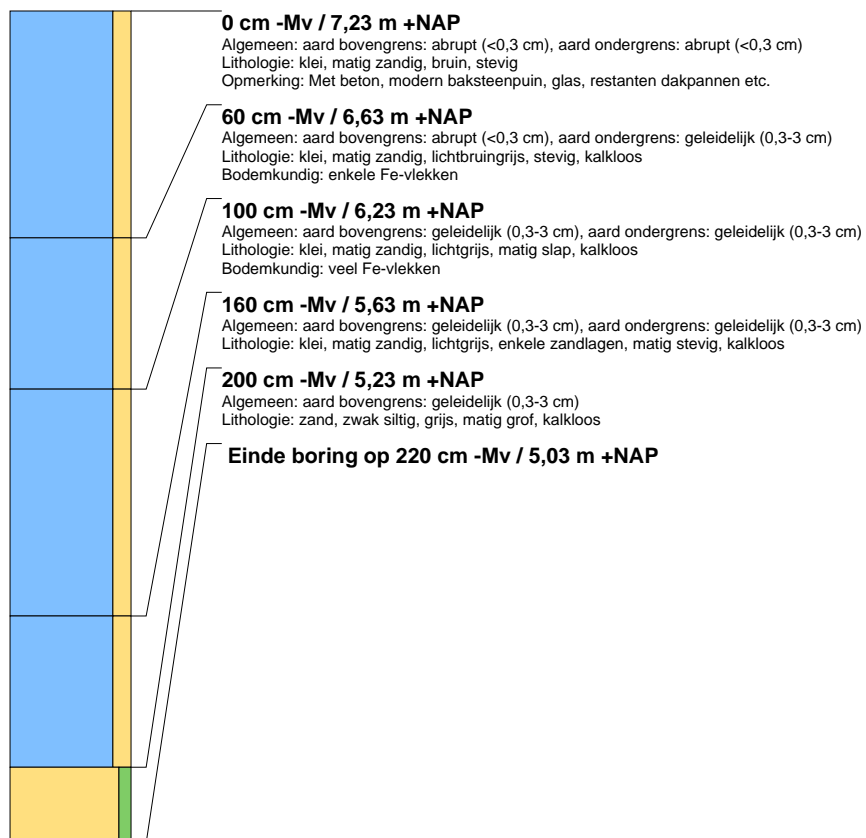 0 cm -Mv / 7,23 m +NAP
Algemeen: aard bovengrens: abrupt (<0,3 cm), aard ondergrens: abrupt (<0,3 cm)
Lithologie: klei, matig zandig, bruin, stevig
Opmerking: Met beton, modern baksteenpuin, glas, restanten dakpannen etc.
60 cm -Mv / 6,63 m +NAP
Algemeen: aard bovengrens: abrupt (<0,3 cm), aard ondergrens: geleidelijk (0,3-3 cm)
Lithologie: klei, matig zandig, lichtbruingrijs, stevig, kalkloos
Bodemkundig: enkele Fe-vlekken
100 cm -Mv / 6,23 m +NAP
Algemeen: aard bovengrens: geleidelijk (0,3-3 cm), aard ondergrens: geleidelijk (0,3-3 cm)
Lithologie: klei, matig zandig, lichtgrijs, matig slap, kalkloos
Bodemkundig: veel Fe-vlekken
160 cm -Mv / 5,63 m +NAP
Algemeen: aard bovengrens: geleidelijk (0,3-3 cm), aard ondergrens: geleidelijk (0,3-3 cm)
Lithologie: klei, matig zandig, lichtgrijs, enkele zandlagen, matig stevig, kalkloos
200 cm -Mv / 5,23 m +NAP
Algemeen: aard bovengrens: geleidelijk (0,3-3 cm)
Lithologie: zand, zwak siltig, grijs, matig grof, kalkloos
Einde boring op 220 cm -Mv / 5,03 m +NAP